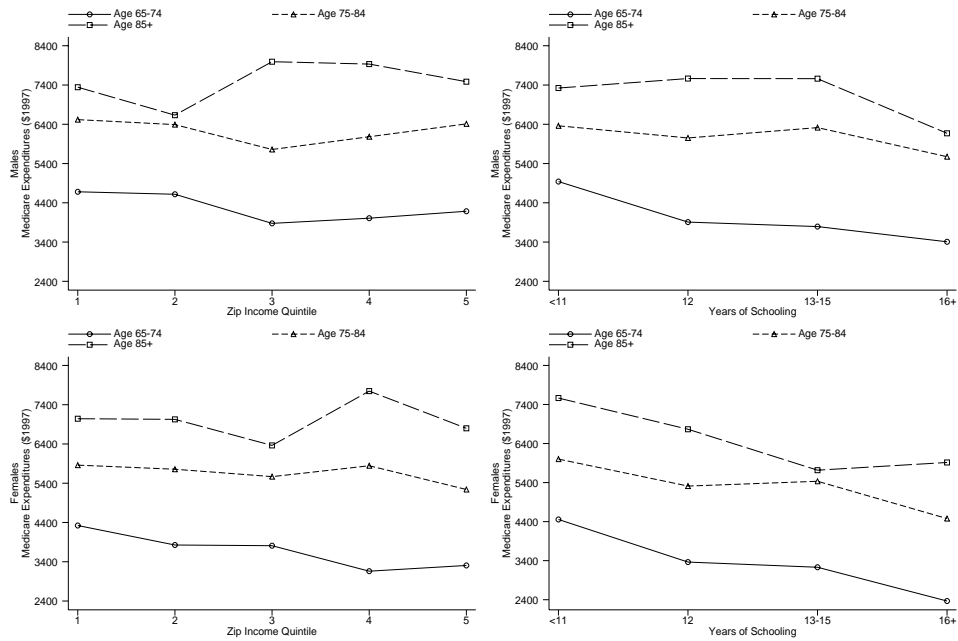 Age 65-74 Age 75-84
Age 85+
Males
Medicare Expenditures ($1997)
8400
7400
6400
5400
4400
3400
2400
1 2 3 4 5
Zip Income Quintile
Age 65-74 Age 75-84
Age 85+
Males
Medicare Expenditures ($1997)
8400
7400
6400
5400
4400
3400
2400
<11 12 13-15 16+
Years of Schooling
Age 65-74 Age 75-84
Age 85+
Females
Medicare Expenditures ($1997)
8400
7400
6400
5400
4400
3400
2400
1 2 3 4 5
Zip Income Quintile
Age 65-74 Age 75-84
Age 85+
Females
Medicare Expenditures ($1997)
8400
7400
6400
5400
4400
3400
2400
<11 12 13-15 16+
Years of Schooling